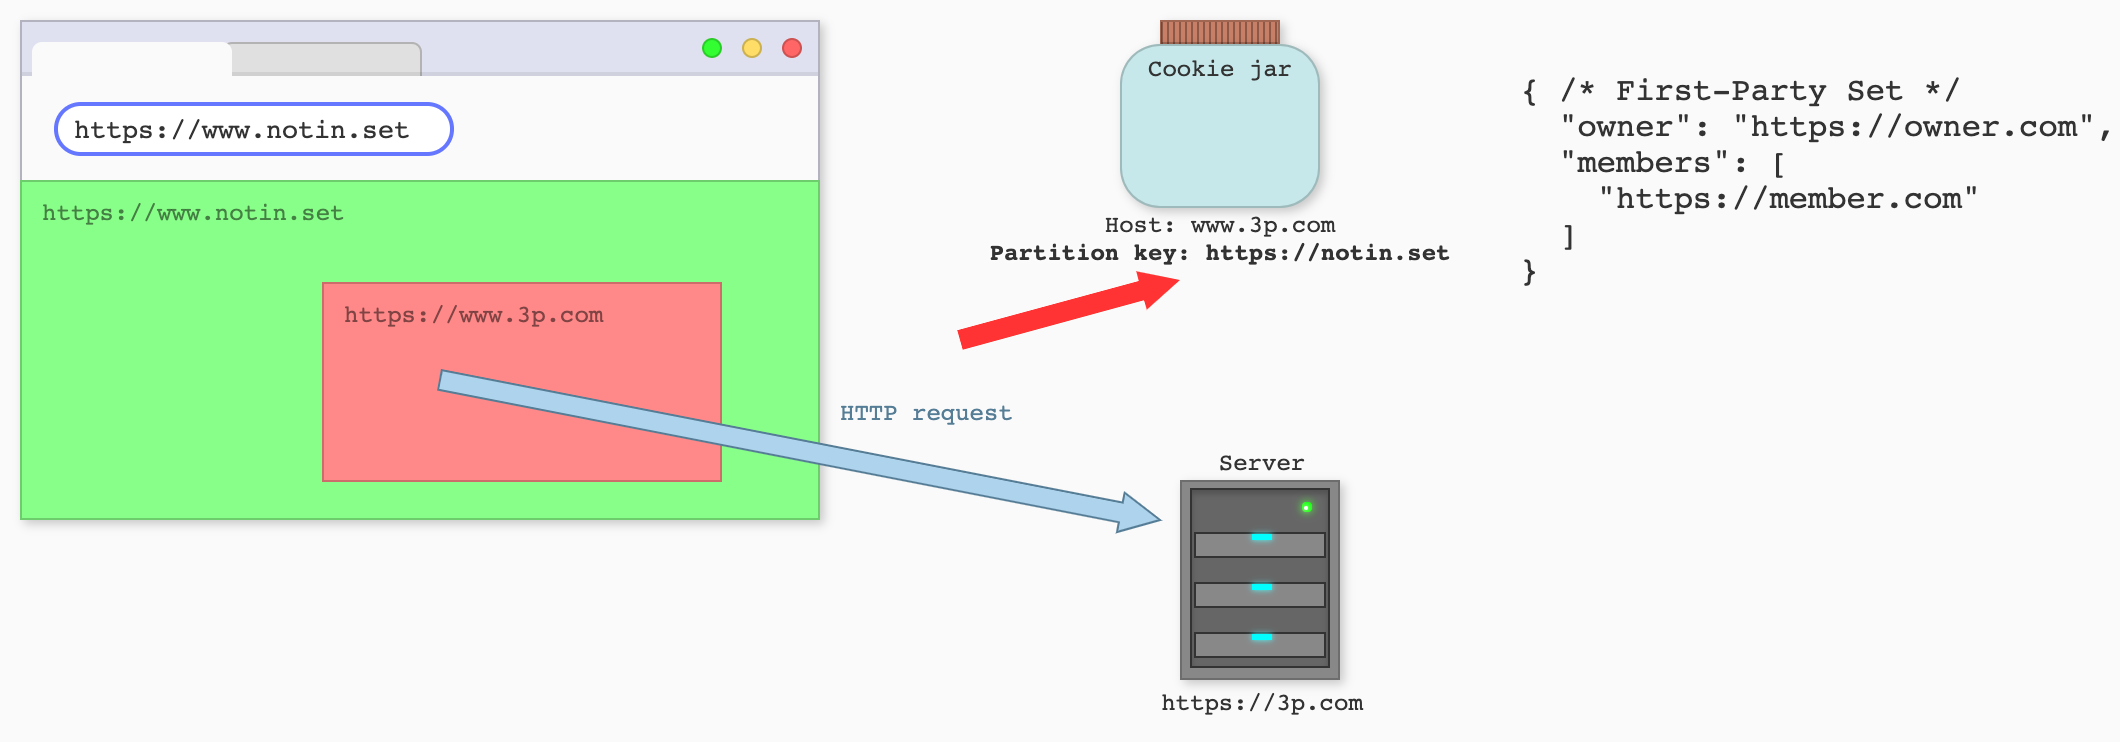 https://www.notin.set
https://www.notin.set
https://www.3p.com
HTTP request
Cookie jar
Host: www.3p.com
Partition key: https://notin.set
Server
https://3p.com
{ /* First-Party Set */
  "owner": "https://owner.com",
  "members": [
    "https://member.com"
  ]
}